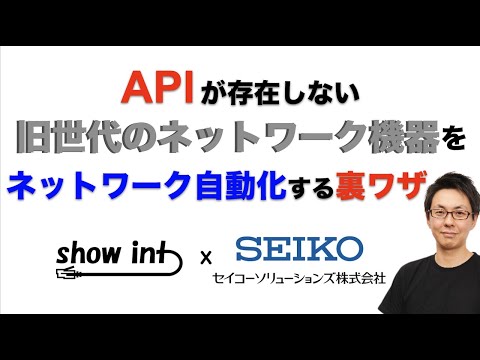 APIが存在しない
旧世代のネットワーク機器を
ネットワーク自動化する裏ワザ
show int x SEIKO
セイコーソリューションズ株式会社